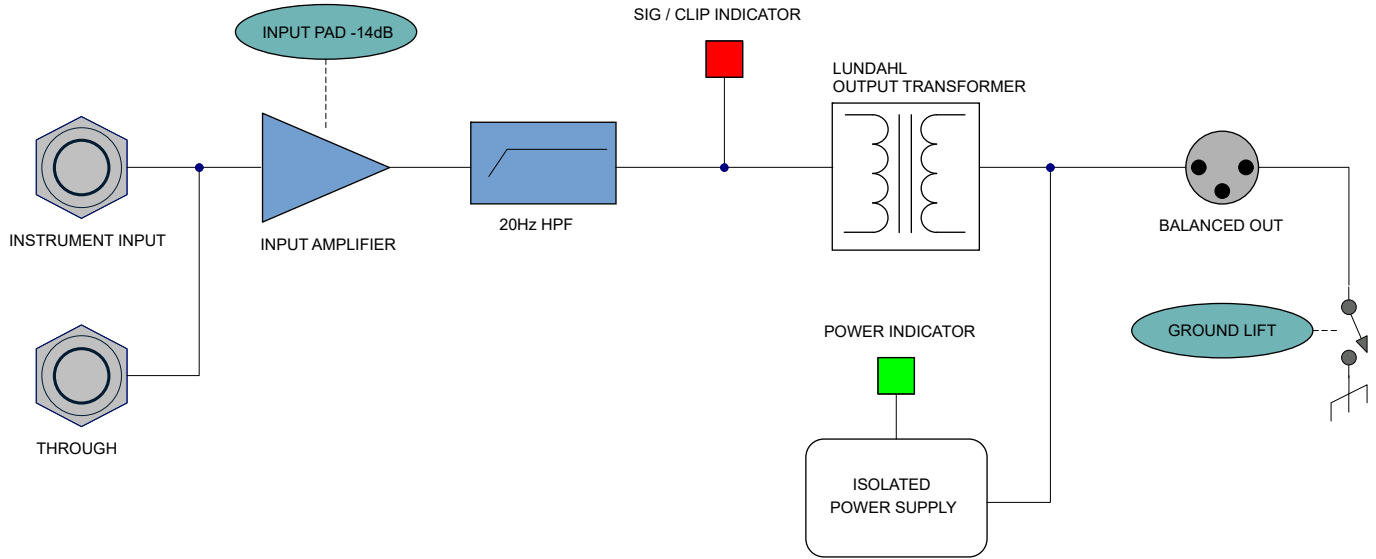 SIG / CLIP INDICATOR
INPUT PAD -14dB
LUNDAHL
OUTPUT TRANSFORMER
INSTRUMENT INPUT
INPUT AMPLIFIER
20Hz HPF
BALANCED OUT
POWER INDICATOR
GROUND LIFT
THROUGH
ISOLATED
POWER SUPPLY